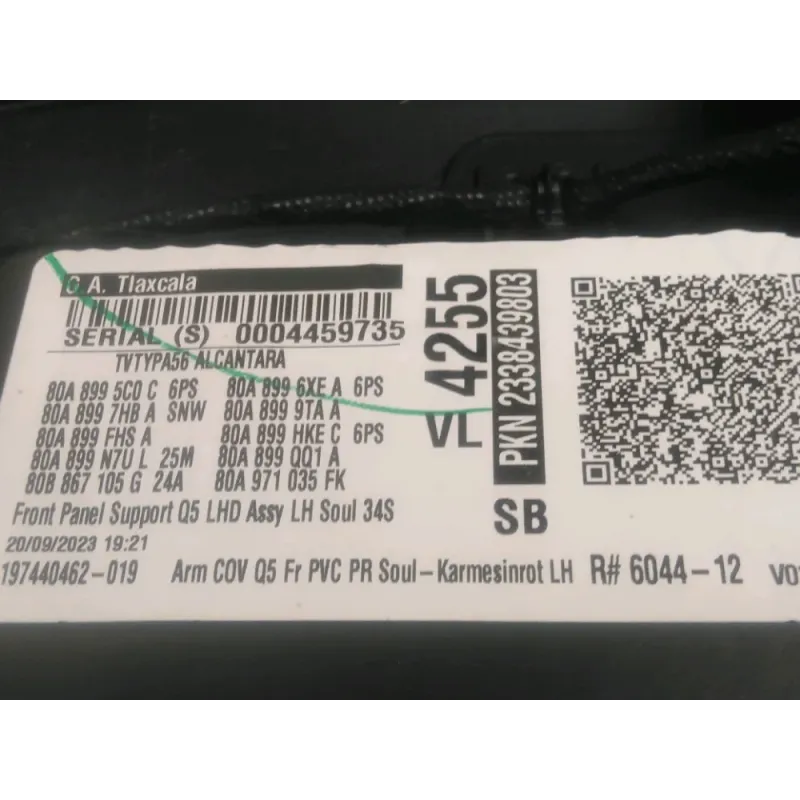 C A. Tlaxcala
SERIAL (S) 0004459735
TVTYPA56 ALCANTARA
80A 899 5C0 C 6PS 80A 899 6XE A 6PS
80A 899 7HB A SNW 80A 899 9TA A
80A 899 FHS A 80A 899 HKE C 6PS
80A 899 N7U L 25M 80A 899 QQ1 A
80B 867 105 G 24A 80A 971 035 FK
Front Panel Support Q5 LHD Assy LH Soul 34S
20/09/2023 19:21
197440462-019 Arm COV Q5 Fr PVC PR Soul-Karmesinrot LH R# 6044-12
4255
VL
PKN 2338439803
SB